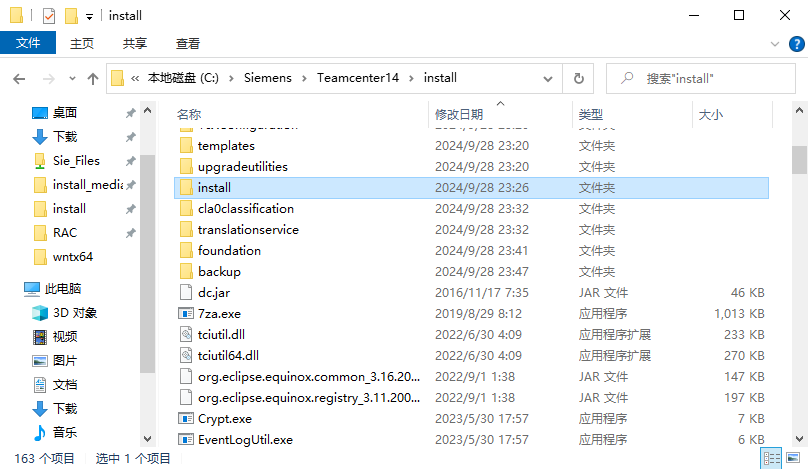 install
文件 主页 共享 查看
« 本地磁盘 (C:) > Siemens > Teamcenter14 > install
搜索"install"
桌面
下载
Sie_Files
install_media
install
RAC
wntx64
此电脑
3D 对象
视频
图片
文档
下载
音乐
名称 修改日期 类型 大小
templates 2024/9/28 23:20 文件夹
upgradeutilities 2024/9/28 23:20 文件夹
install 2024/9/28 23:26 文件夹
cla0classification 2024/9/28 23:32 文件夹
translationservice 2024/9/28 23:32 文件夹
foundation 2024/9/28 23:41 文件夹
backup 2024/9/28 23:47 文件夹
dc.jar 2016/11/17 7:35 JAR 文件 46 KB
7za.exe 2019/8/29 8:12 应用程序 1,013 KB
tciutil.dll 2022/6/30 4:09 应用程序扩展 233 KB
tciutil64.dll 2022/6/30 4:09 应用程序扩展 270 KB
org.eclipse.equinox.common_3.16.20... 2022/9/1 1:38 JAR 文件 147 KB
org.eclipse.equinox.registry_3.11.200... 2022/9/1 1:38 JAR 文件 197 KB
Crypt.exe 2023/5/30 17:57 应用程序 7 KB
EventLogUtil.exe 2023/5/30 17:57 应用程序 6 KB
163 个项目 选中 1 个项目